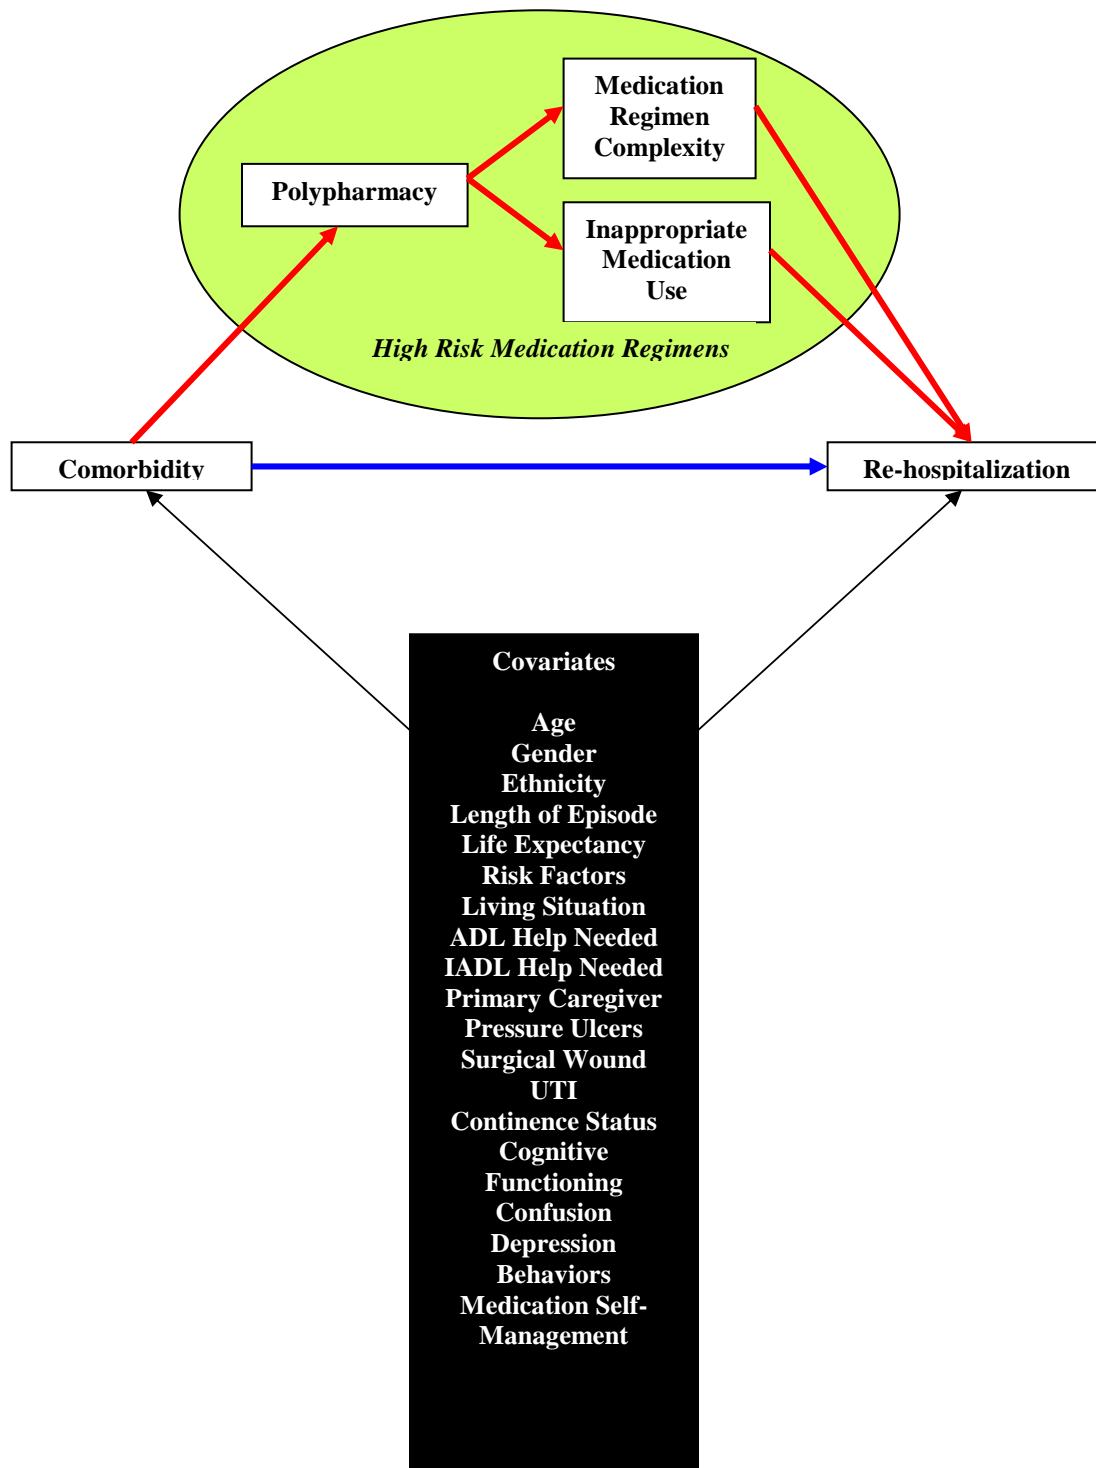 Medication
Regimen
Complexity
Polypharmacy
Inappropriate
Medication
Use
High Risk Medication Regimens
Comorbidity
Re-hospitalization
Covariates
Age
Gender
Ethnicity
Length of Episode
Life Expectancy
Risk Factors
Living Situation
ADL Help Needed
IADL Help Needed
Primary Caregiver
Pressure Ulcers
Surgical Wound
UTI
Continence Status
Cognitive
Functioning
Confusion
Depression
Behaviors
Medication Self-
Management